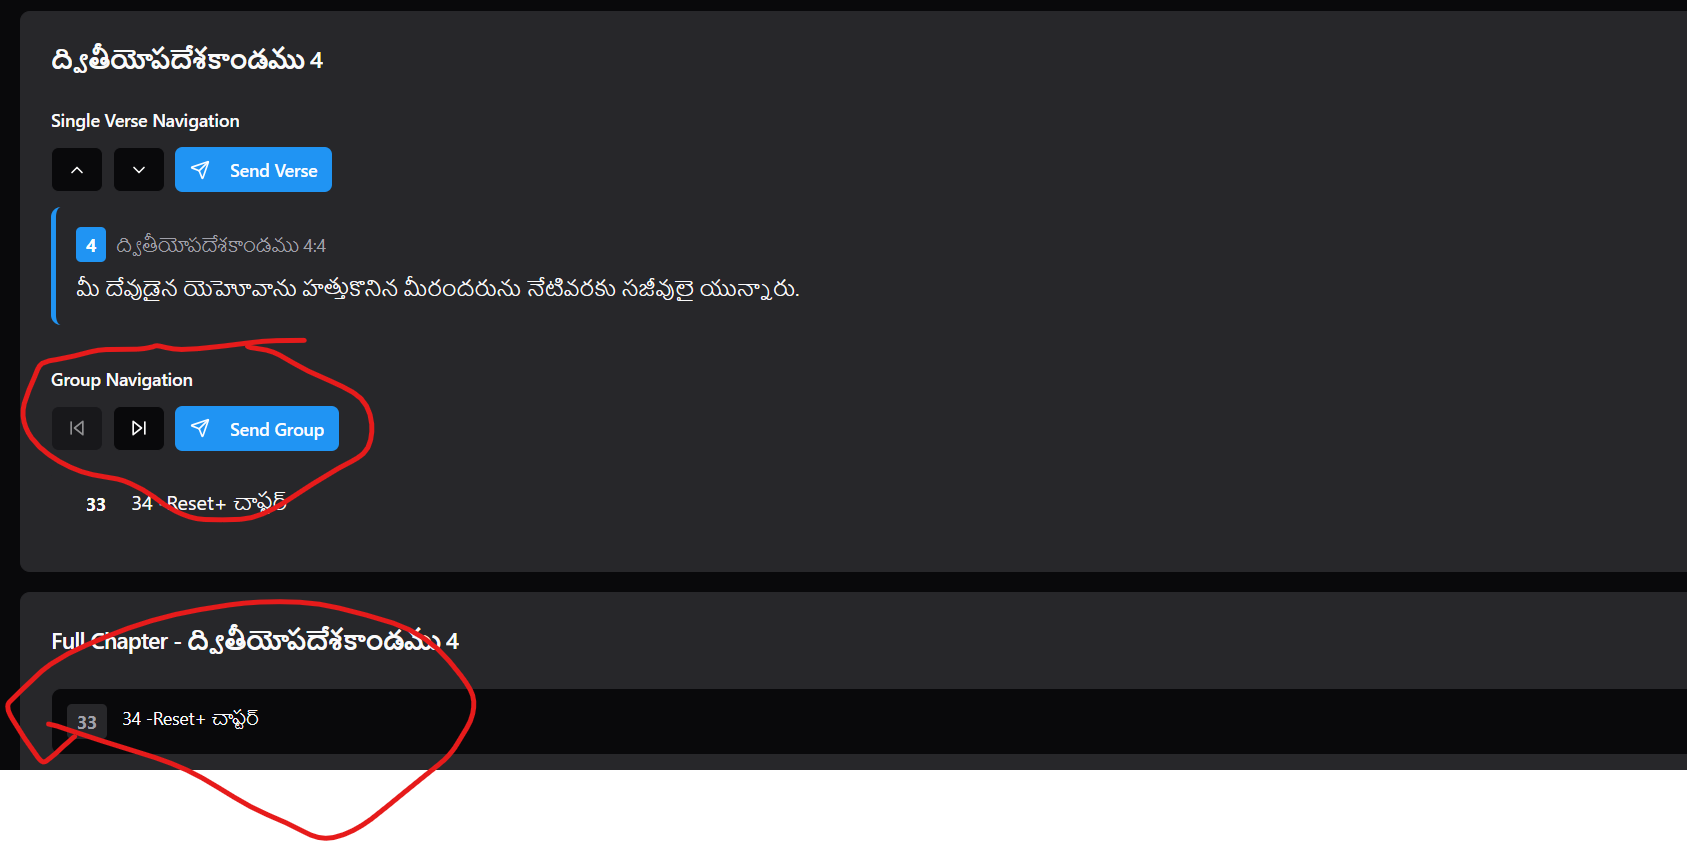 ద్వితీయోపదేశకాండము 4
Single Verse Navigation
Send Verse
4 ద్వితీయోపదేశకాండము 4:4
మీ దేవుడైన యెహోవాను హత్తుకొనిన మీరందరును నేటివరకు సజీవులై యున్నారు.
Group Navigation
Send Group
33 34 -Reset+ చాప్టర్
Full Chapter - ద్వితీయోపదేశకాండము 4
33 34 -Reset+ చాప్టర్